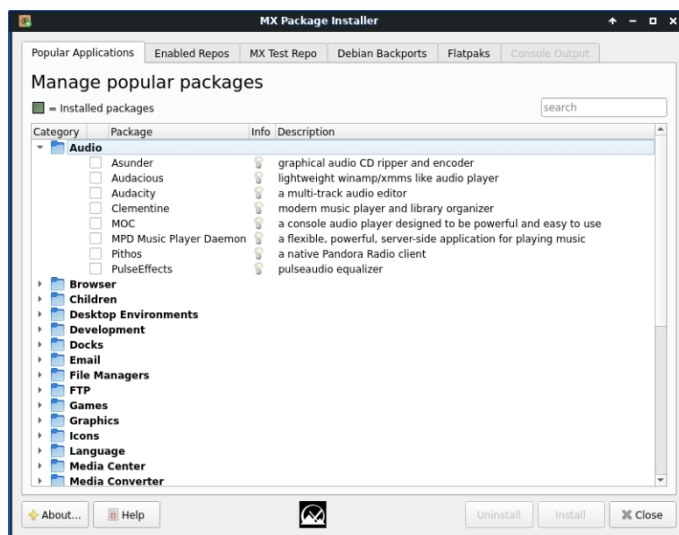 MX Package Installer
Popular Applications Enabled Repos MX Test Repo Debian Backports Flatpaks Console Output
Manage popular packages
= Installed packages search
Category Package Info Description
Audio
Asunder graphical audio CD ripper and encoder
Audacious lightweight winamp/xmms like audio player
Audacity a multi-track audio editor
Clementine modern music player and library organizer
MOC a console audio player designed to be powerful and easy to use
MPD Music Player Daemon a flexible, powerful, server-side application for playing music
Pithos a native Pandora Radio client
PulseEffects pulseaudio equalizer
Browser
Children
Desktop Environments
Development
Docks
Email
File Managers
FTP
Games
Graphics
Icons
Language
Media Center
Media Converter
About... Help Uninstall Install Close